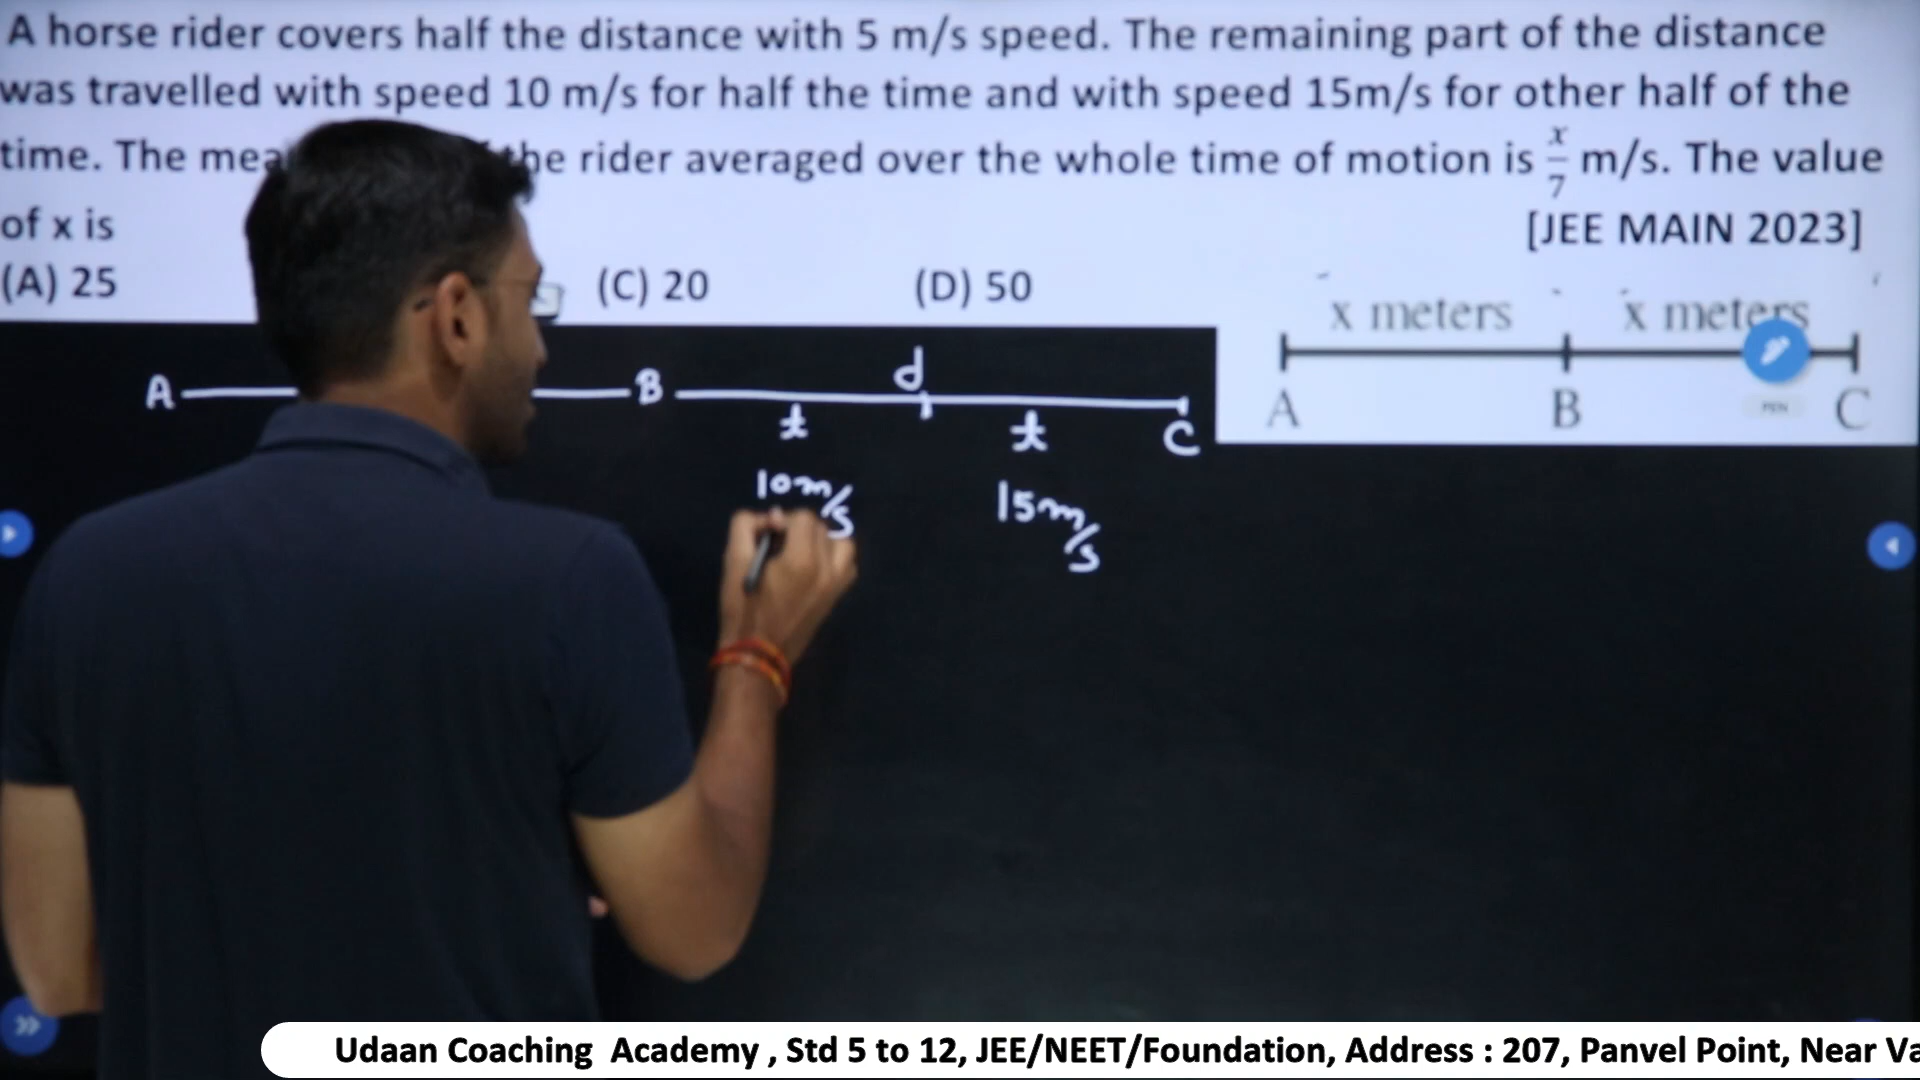 A horse rider covers half the distance with 5 m/s speed. The remaining part of the distance
was travelled with speed 10 m/s for half the time and with speed 15m/s for other half of the
time. The he rider averaged over the whole time of motion is x/7 m/s. The value
of x is [JEE MAIN 2023]
(A) 25 (C) 20 (D) 50
x meters x meters
A B C
PEN
A B d C
t t
10m/s 15m/s
Udaan Coaching Academy , Std 5 to 12, JEE/NEET/Foundation, Address : 207, Panvel Point, Near Va